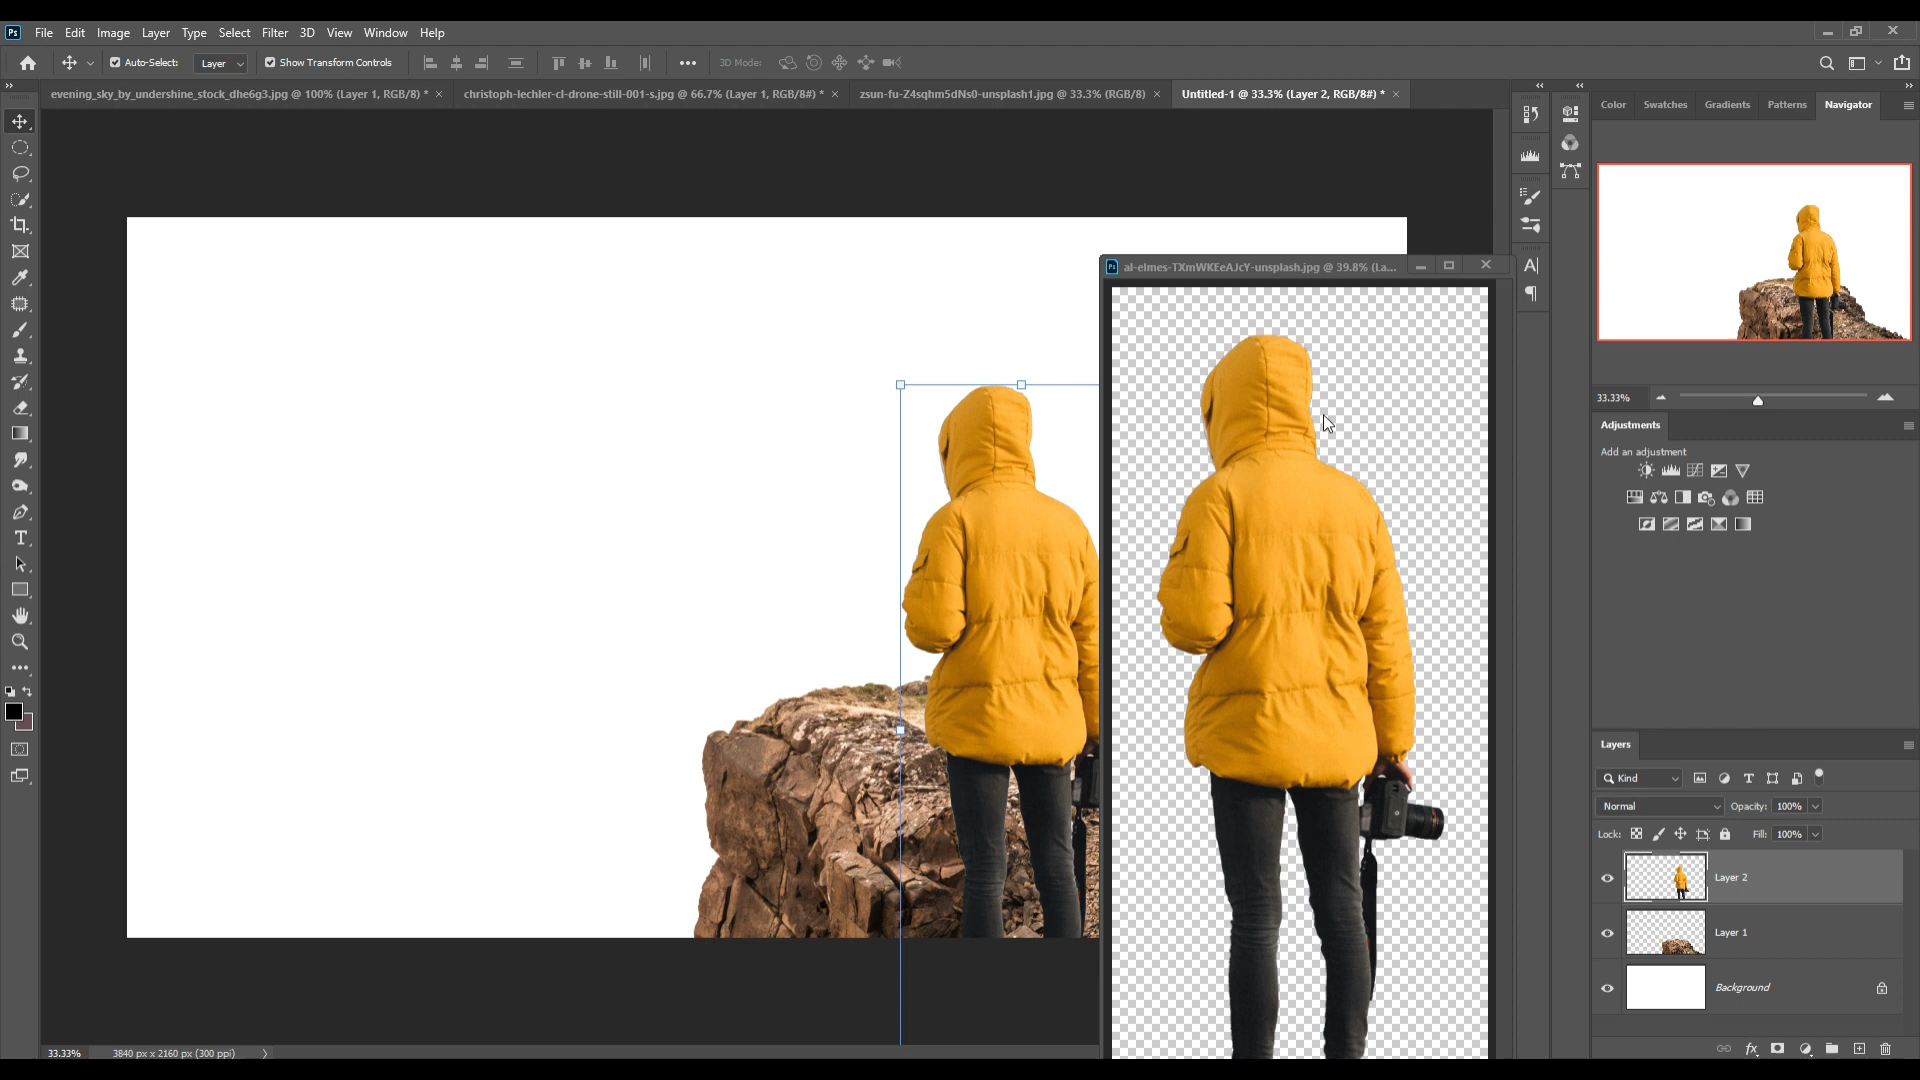 Ps File Edit Image Layer Type Select Filter 3D View Window Help
Auto-Select: Layer Show Transform Controls 3D Mode:
evening_sky_by_undershine_stock_dhe6g3.jpg @ 100% (Layer 1, RGB/8) * christoph-lechler-cl-drone-still-001-s.jpg @ 66.7% (Layer 1, RGB/8#) * zsun-fu-Z4sqhm5dNs0-unsplash1.jpg @ 33.3% (RGB/8) Untitled-1 @ 33.3% (Layer 2, RGB/8#) *
Color Swatches Gradients Patterns Navigator
Ps al-elmes-TXmWKEeAJcY-unsplash.jpg @ 39.8% (La...
33.33%
Adjustments
Add an adjustment
Layers
Kind
Normal Opacity: 100%
Lock: Fill: 100%
Layer 2
Layer 1
Background
33.33% 3840 px x 2160 px (300 ppi)